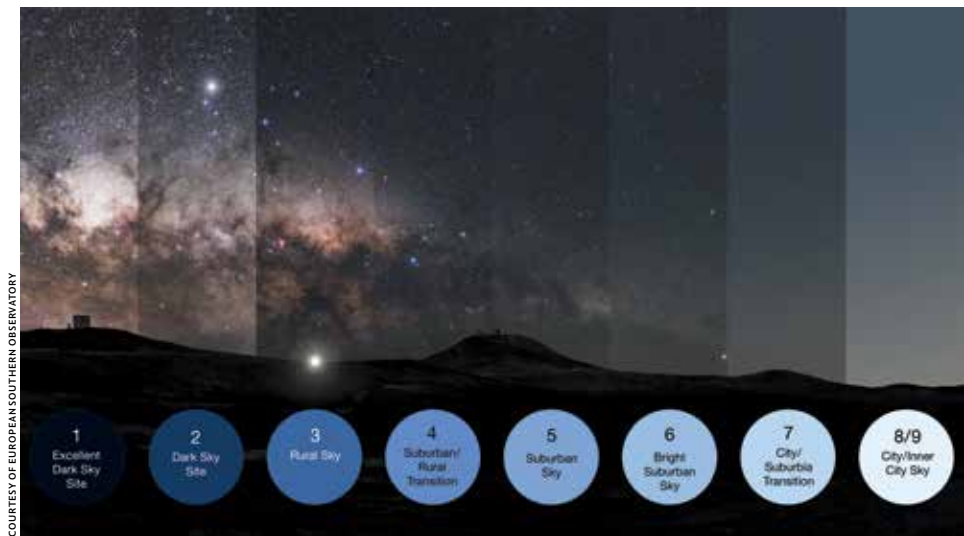 COURTESY OF EUROPEAN SOUTHERN OBSERVATORY
1
Excellent
Dark Sky
Site
2
Dark Sky
Site
3
Rural Sky
4
Suburban/
Rural
Transition
5
Suburban
Sky
6
Bright
Suburban
Sky
7
City/
Suburbia
Transition
8/9
City/Inner
City Sky